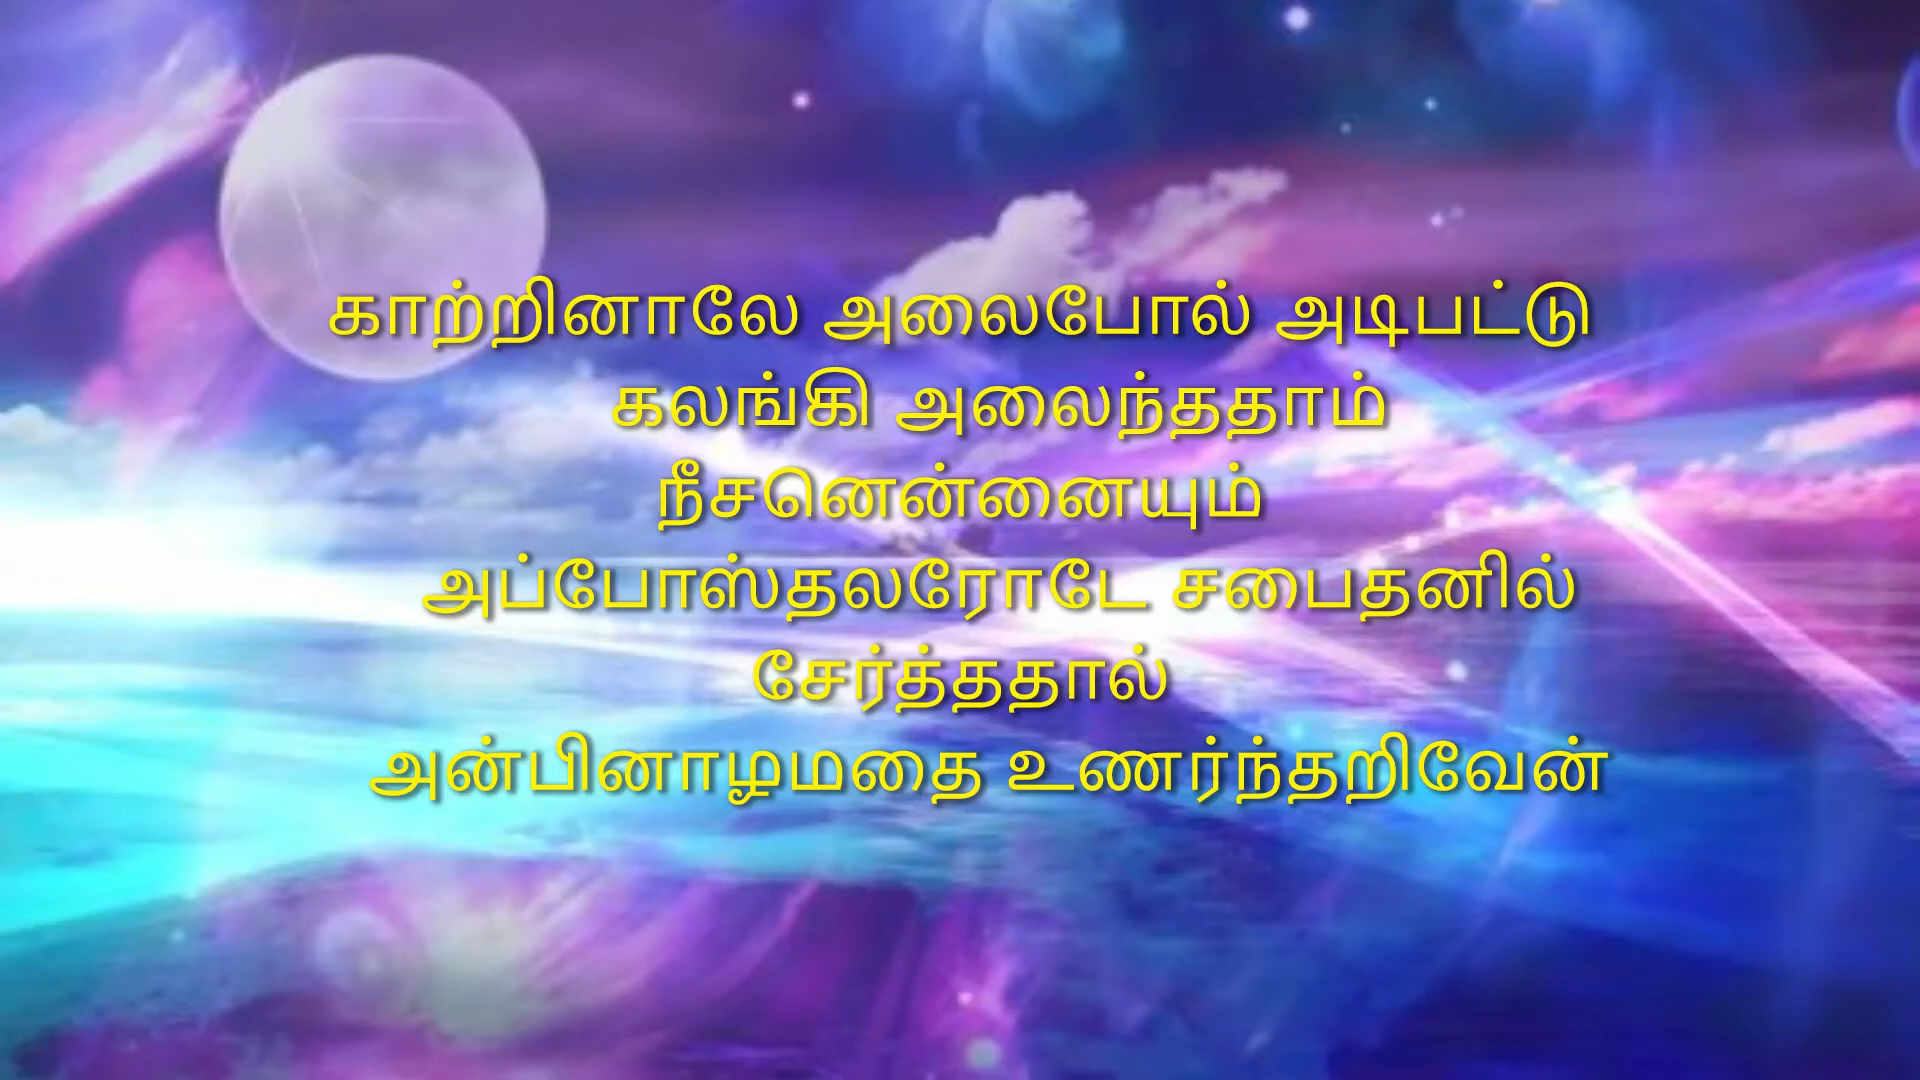 காற்றினாலே அலைபோல் அடிபட்டு
கலங்கி அலைந்ததாம்
நீசனென்னையும்
அப்போஸ்தலரோடே சபைதனில்
சேர்த்ததால்
அன்பினாழமதை உணர்ந்தறிவேன்